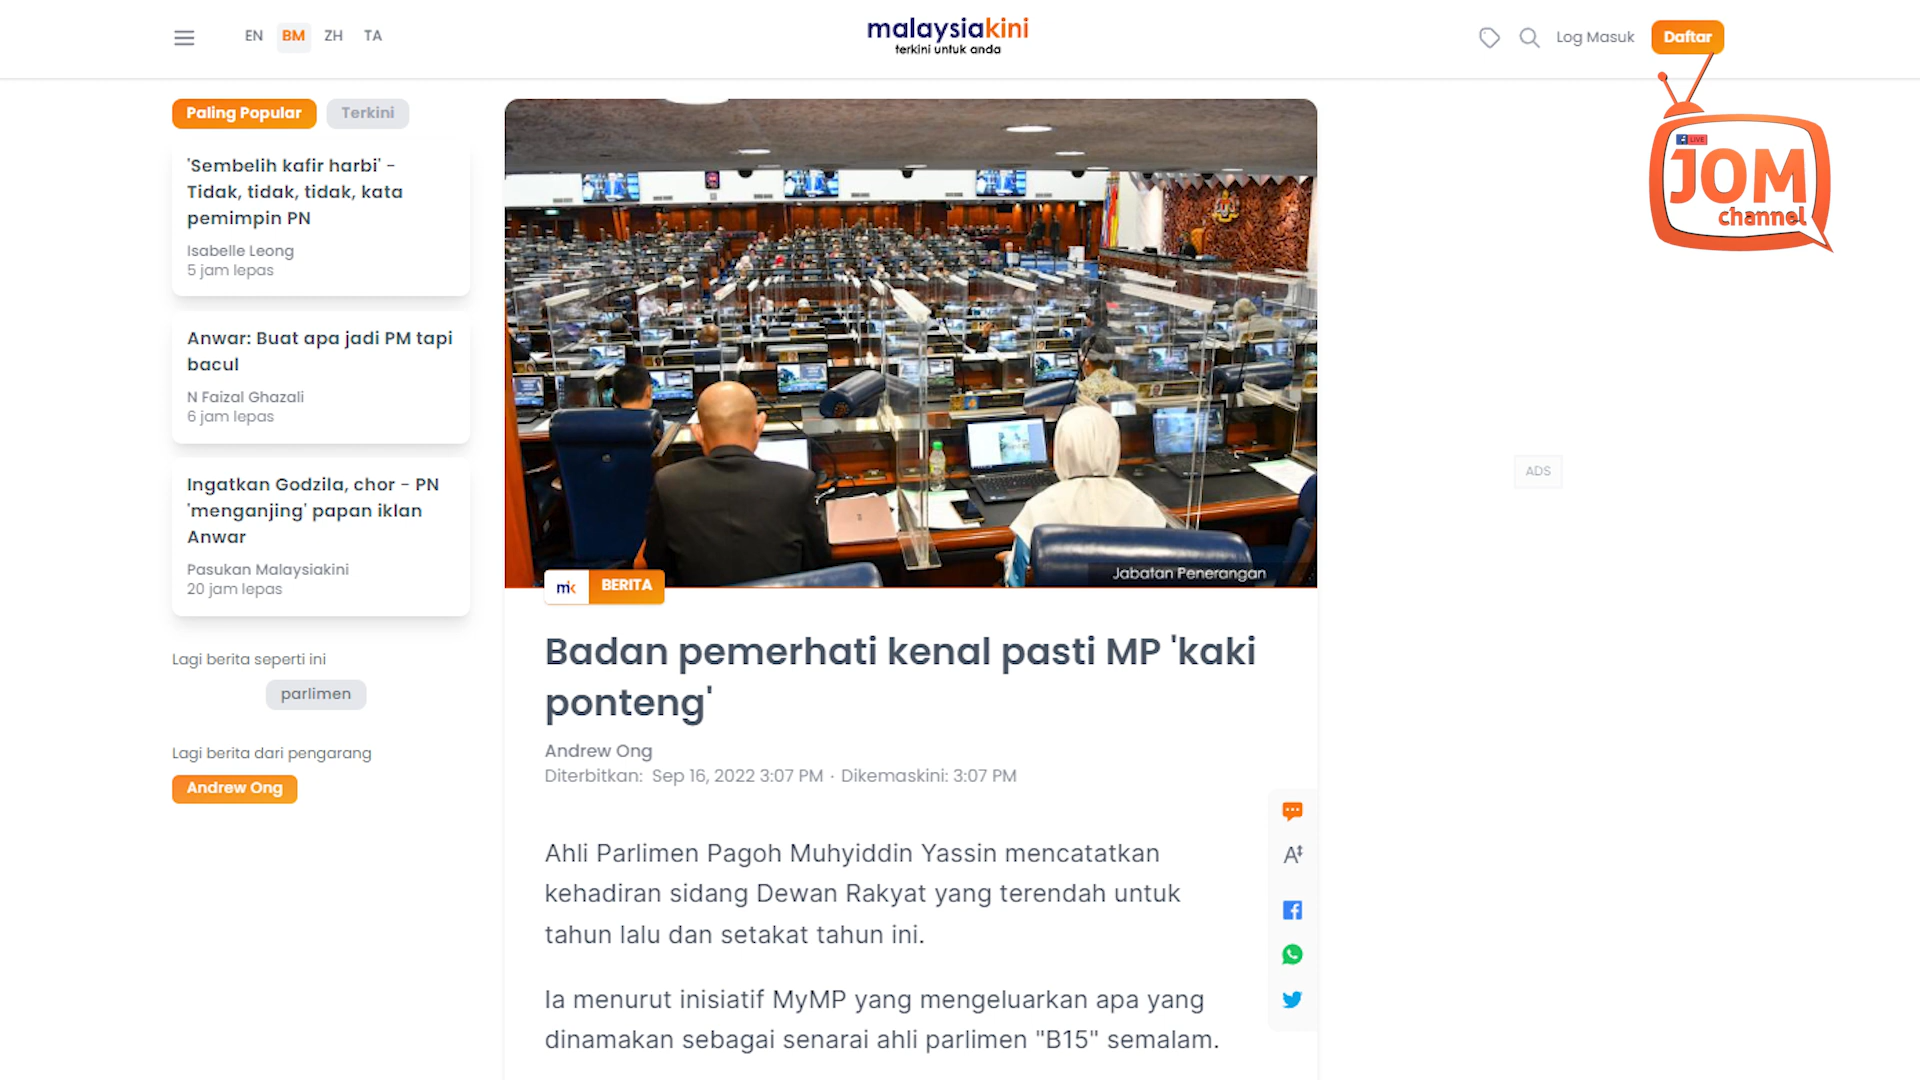 EN BM ZH TA
malaysiakini
terkini untuk anda
Log Masuk
Daftar
LIVE
JOM
channel
Paling Popular
Terkini
'Sembelih kafir harbi' -
Tidak, tidak, tidak, kata
pemimpin PN
Isabelle Leong
5 jam lepas
Anwar: Buat apa jadi PM tapi
bacul
N Faizal Ghazali
6 jam lepas
Ingatkan Godzila, chor - PN
'menganjing' papan iklan
Anwar
Pasukan Malaysiakini
20 jam lepas
Lagi berita seperti ini
parlimen
Lagi berita dari pengarang
Andrew Ong
Jabatan Penerangan
mk BERITA
Badan pemerhati kenal pasti MP 'kaki
ponteng'
Andrew Ong
Diterbitkan: Sep 16, 2022 3:07 PM · Dikemaskini: 3:07 PM
Ahli Parlimen Pagoh Muhyiddin Yassin mencatatkan
kehadiran sidang Dewan Rakyat yang terendah untuk
tahun lalu dan setakat tahun ini.
Ia menurut inisiatif MyMP yang mengeluarkan apa yang
dinamakan sebagai senarai ahli parlimen "B15" semalam.
A
ADS